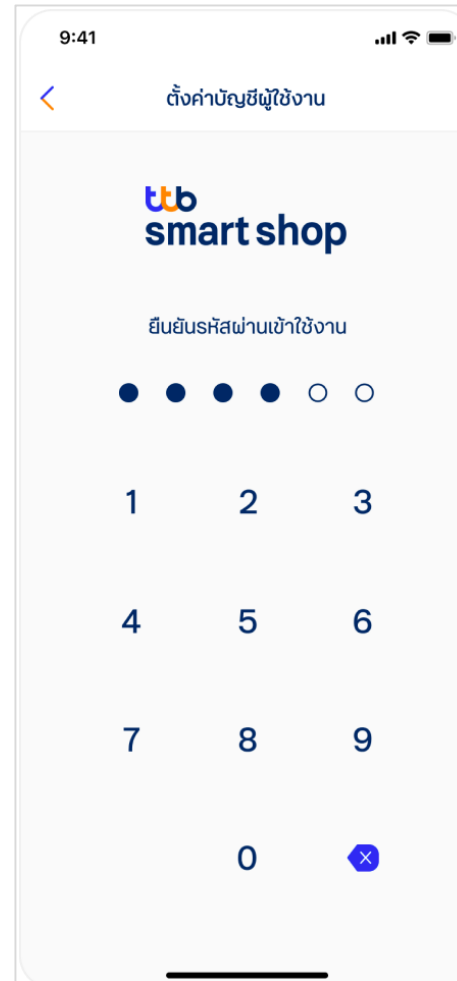 9:41
ตั้งค่าบัญชีผู้ใช้งาน
ttb
smart shop
ยืนยันรหัสผ่านเข้าใช้งาน
1 2 3
4 5 6
7 8 9
0